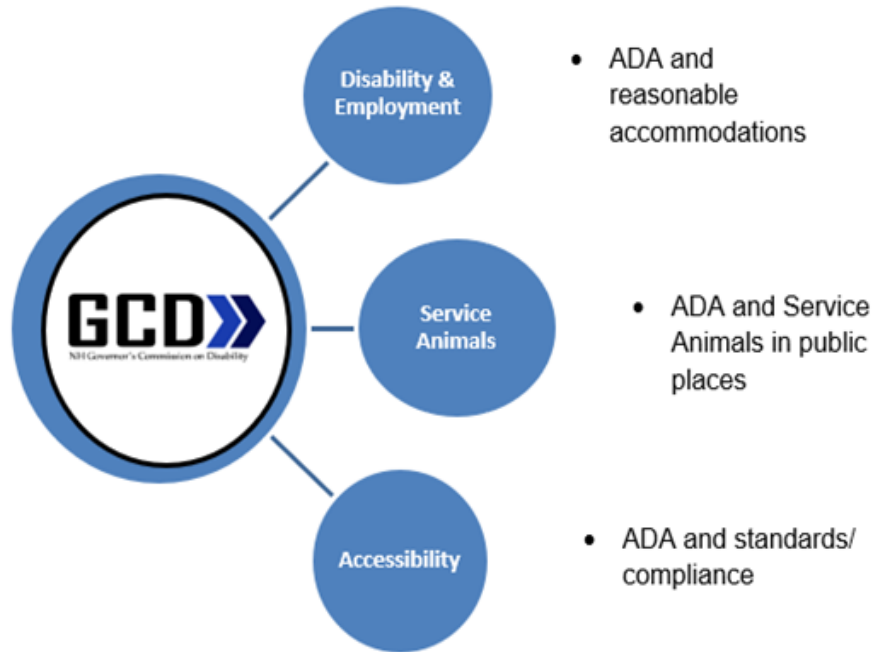 Disability &
Employment
• ADA and
reasonable
accommodations
GCD
NH Governor's Commission on Disability
Service
Animals
• ADA and Service
Animals in public
places
Accessibility
• ADA and standards/
compliance